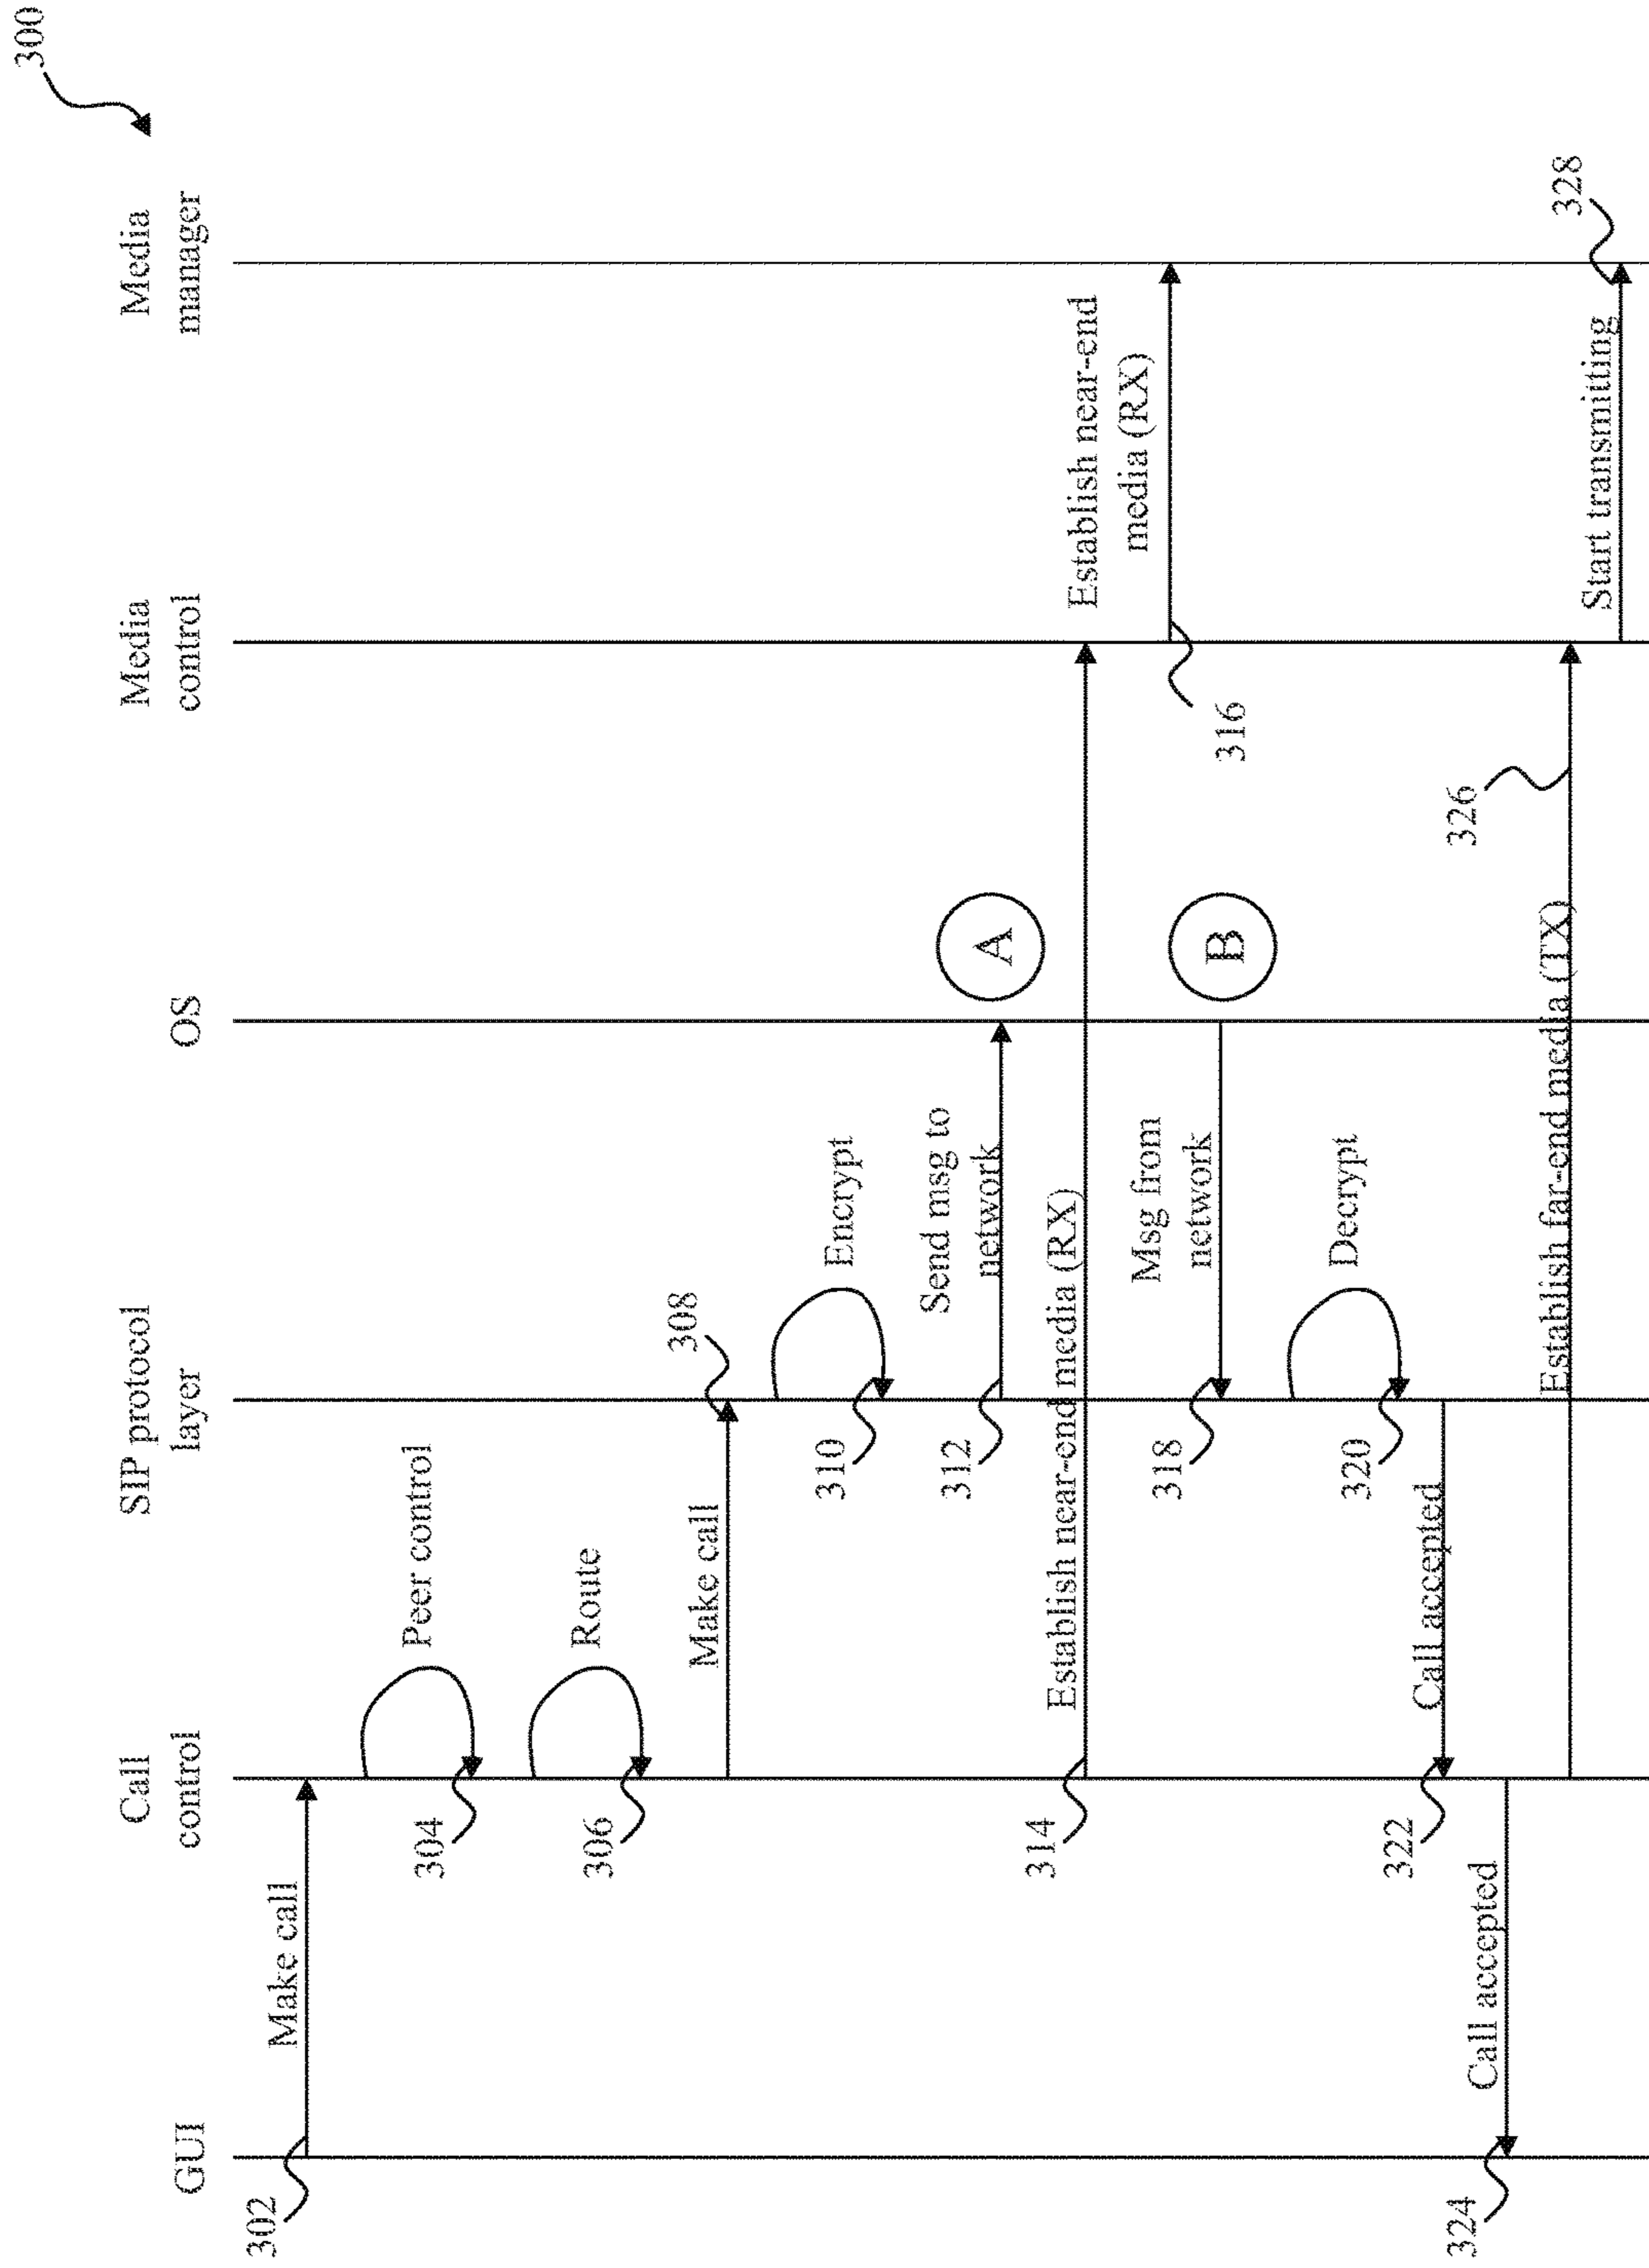 300
GUI
Call
control
SIP protocol
layer
OS
Media
control
Media
manager
302
Make call
Peer control
304
Route
306
Make call
308
Encrypt
310
Send msg to
network
312
A
Establish near-end media (RX)
314
Establish near-end
media (RX)
316
Msg from
network
318
B
Decrypt
320
Call accepted
322
Call accepted
324
Establish far-end media (TX)
326
Start transmiting
328